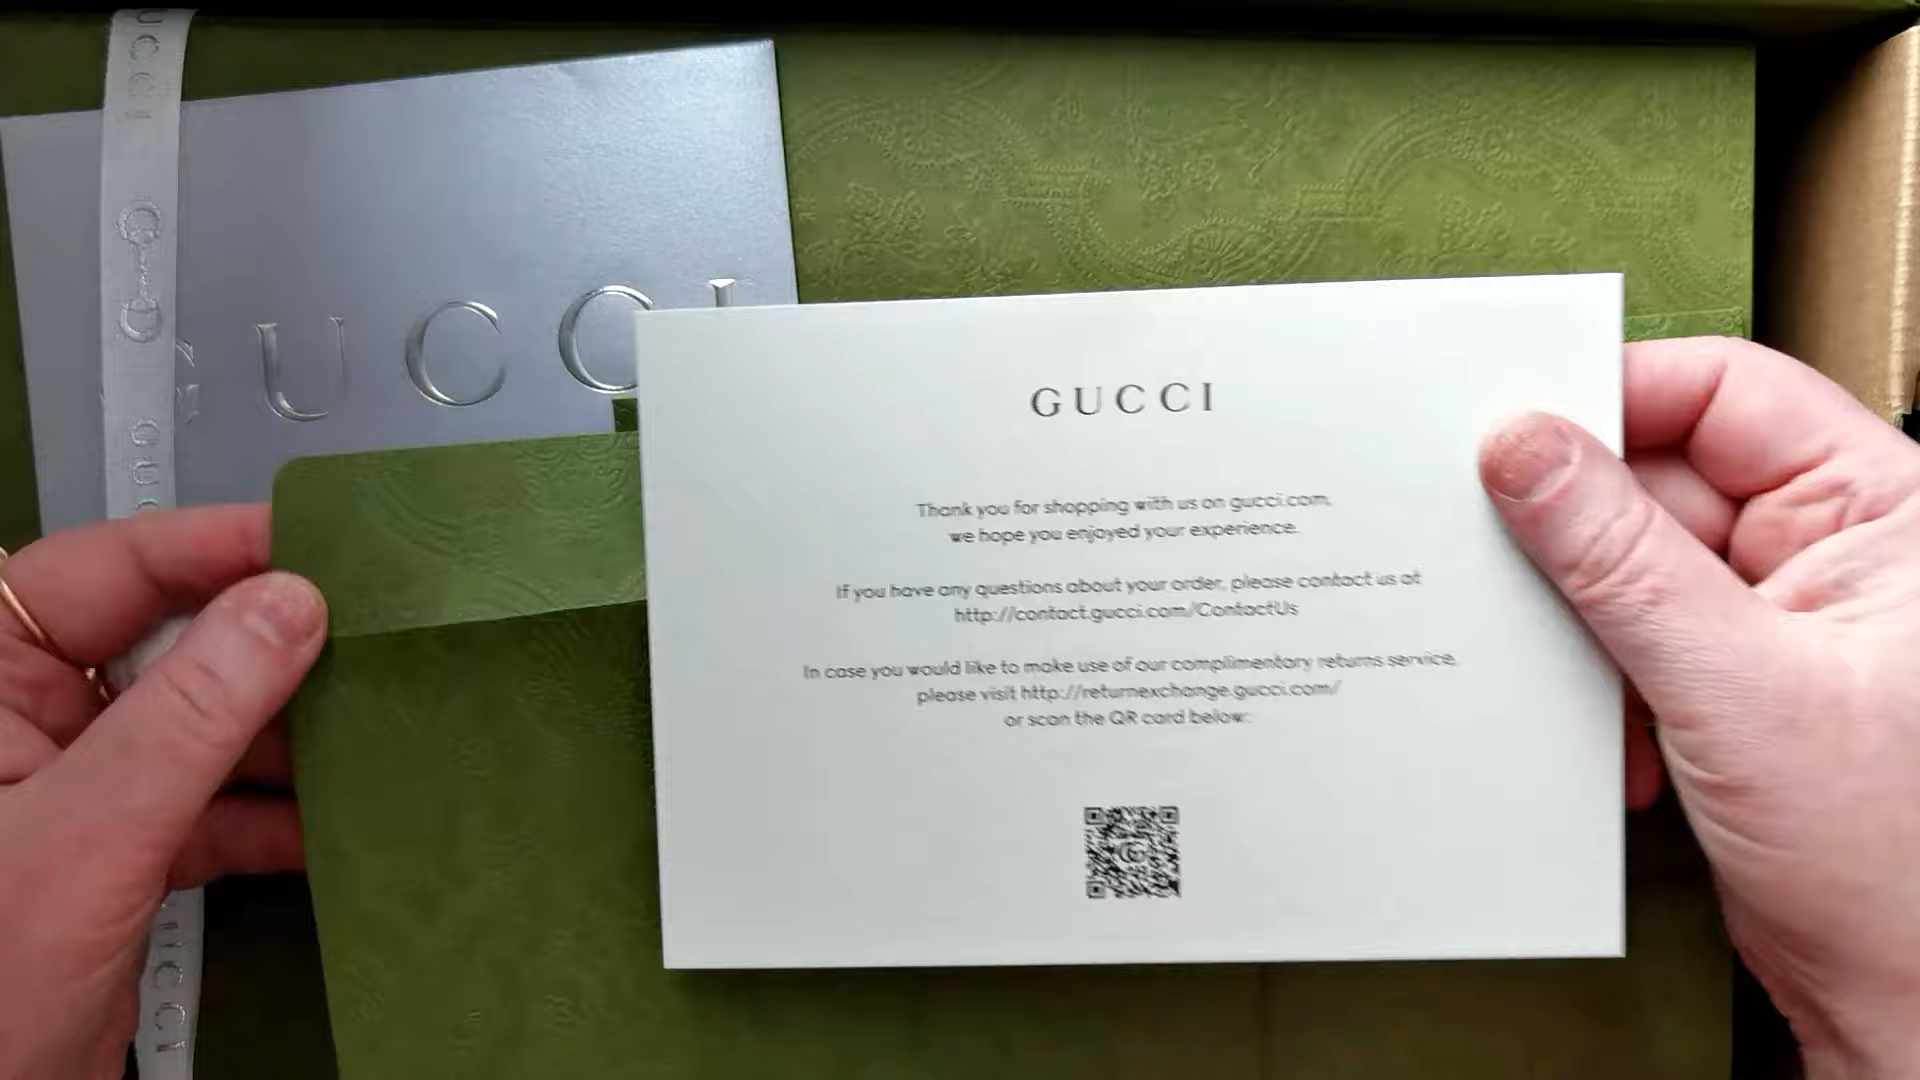 UCCI
GUC
UCCI
GUCCI
GUCCI
Thank you for shopping with us on gucci.com,
we hope you enjoyed your experience.
If you have any questions about your order, please contact us at
http://contact.gucci.com/ContactUs
In case you would like to make use of our complimentary returns service,
please visit http://returnexchange.gucci.com/
or scan the QR card below: